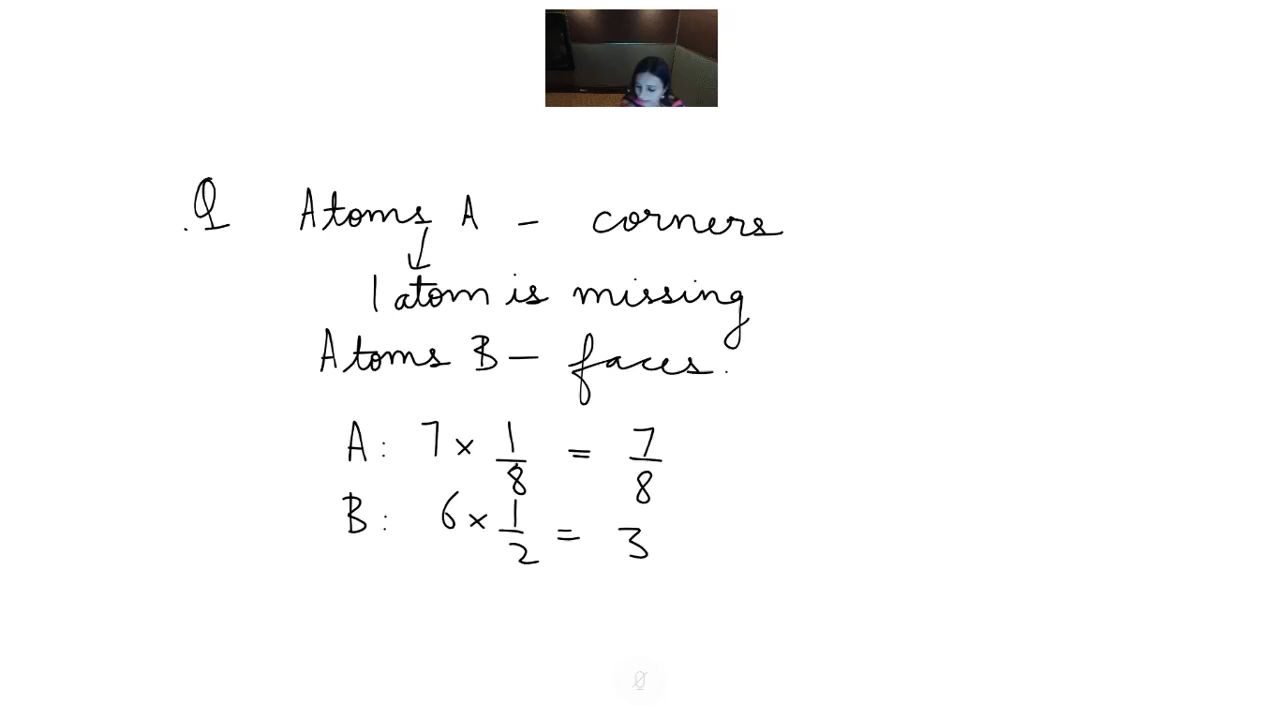 Q Atoms A - corners
↓
1 atom is missing
Atoms B - faces.
A: 7 × 1/8 = 7/8
B: 6 × 1/2 = 3